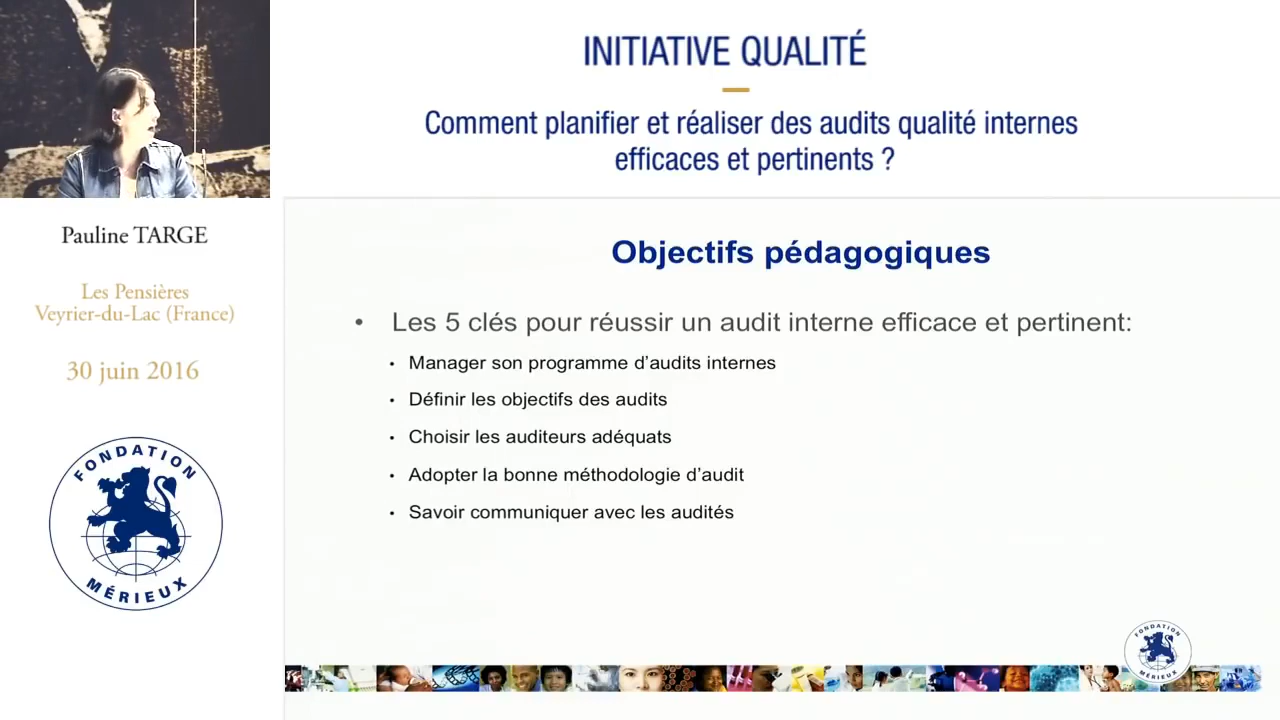 INITIATIVE QUALITÉ
Comment planifier et réaliser des audits qualité internes
efficaces et pertinents ?
Pauline TARGE
Les Pensières
Veyrier-du-Lac (France)
30 juin 2016
FONDATION
MÉRIEUX
Objectifs pédagogiques
• Les 5 clés pour réussir un audit interne efficace et pertinent:
• Manager son programme d'audits internes
• Définir les objectifs des audits
• Choisir les auditeurs adéquats
• Adopter la bonne méthodologie d'audit
• Savoir communiquer avec les audités
FONDATION
MÉRIEUX